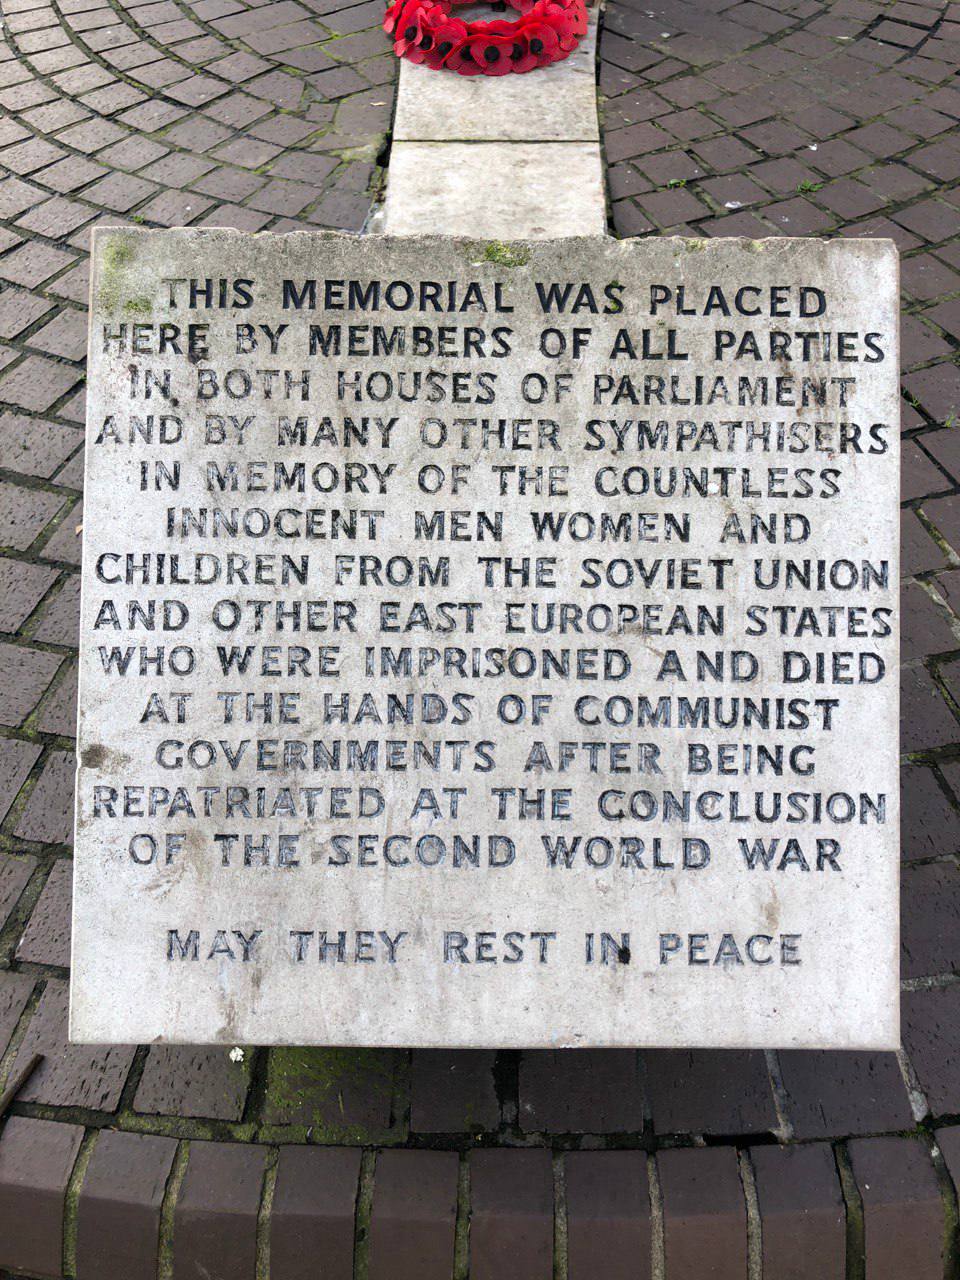 THIS MEMORIAL WAS PLACED
HERE BY MEMBERS OF ALL PARTIES
IN BOTH HOUSES OF PARLIAMENT
AND BY MANY OTHER SYMPATHISERS
IN MEMORY OF THE COUNTLESS
INNOCENT MEN WOMEN AND
CHILDREN FROM THE SOVIET UNION
AND OTHER EAST EUROPEAN STATES
WHO WERE IMPRISONED AND DIED
AT THE HANDS OF COMMUNIST
GOVERNMENTS AFTER BEING
REPATRIATED AT THE CONCLUSION
OF THE SECOND WORLD WAR
MAY THEY REST IN PEACE